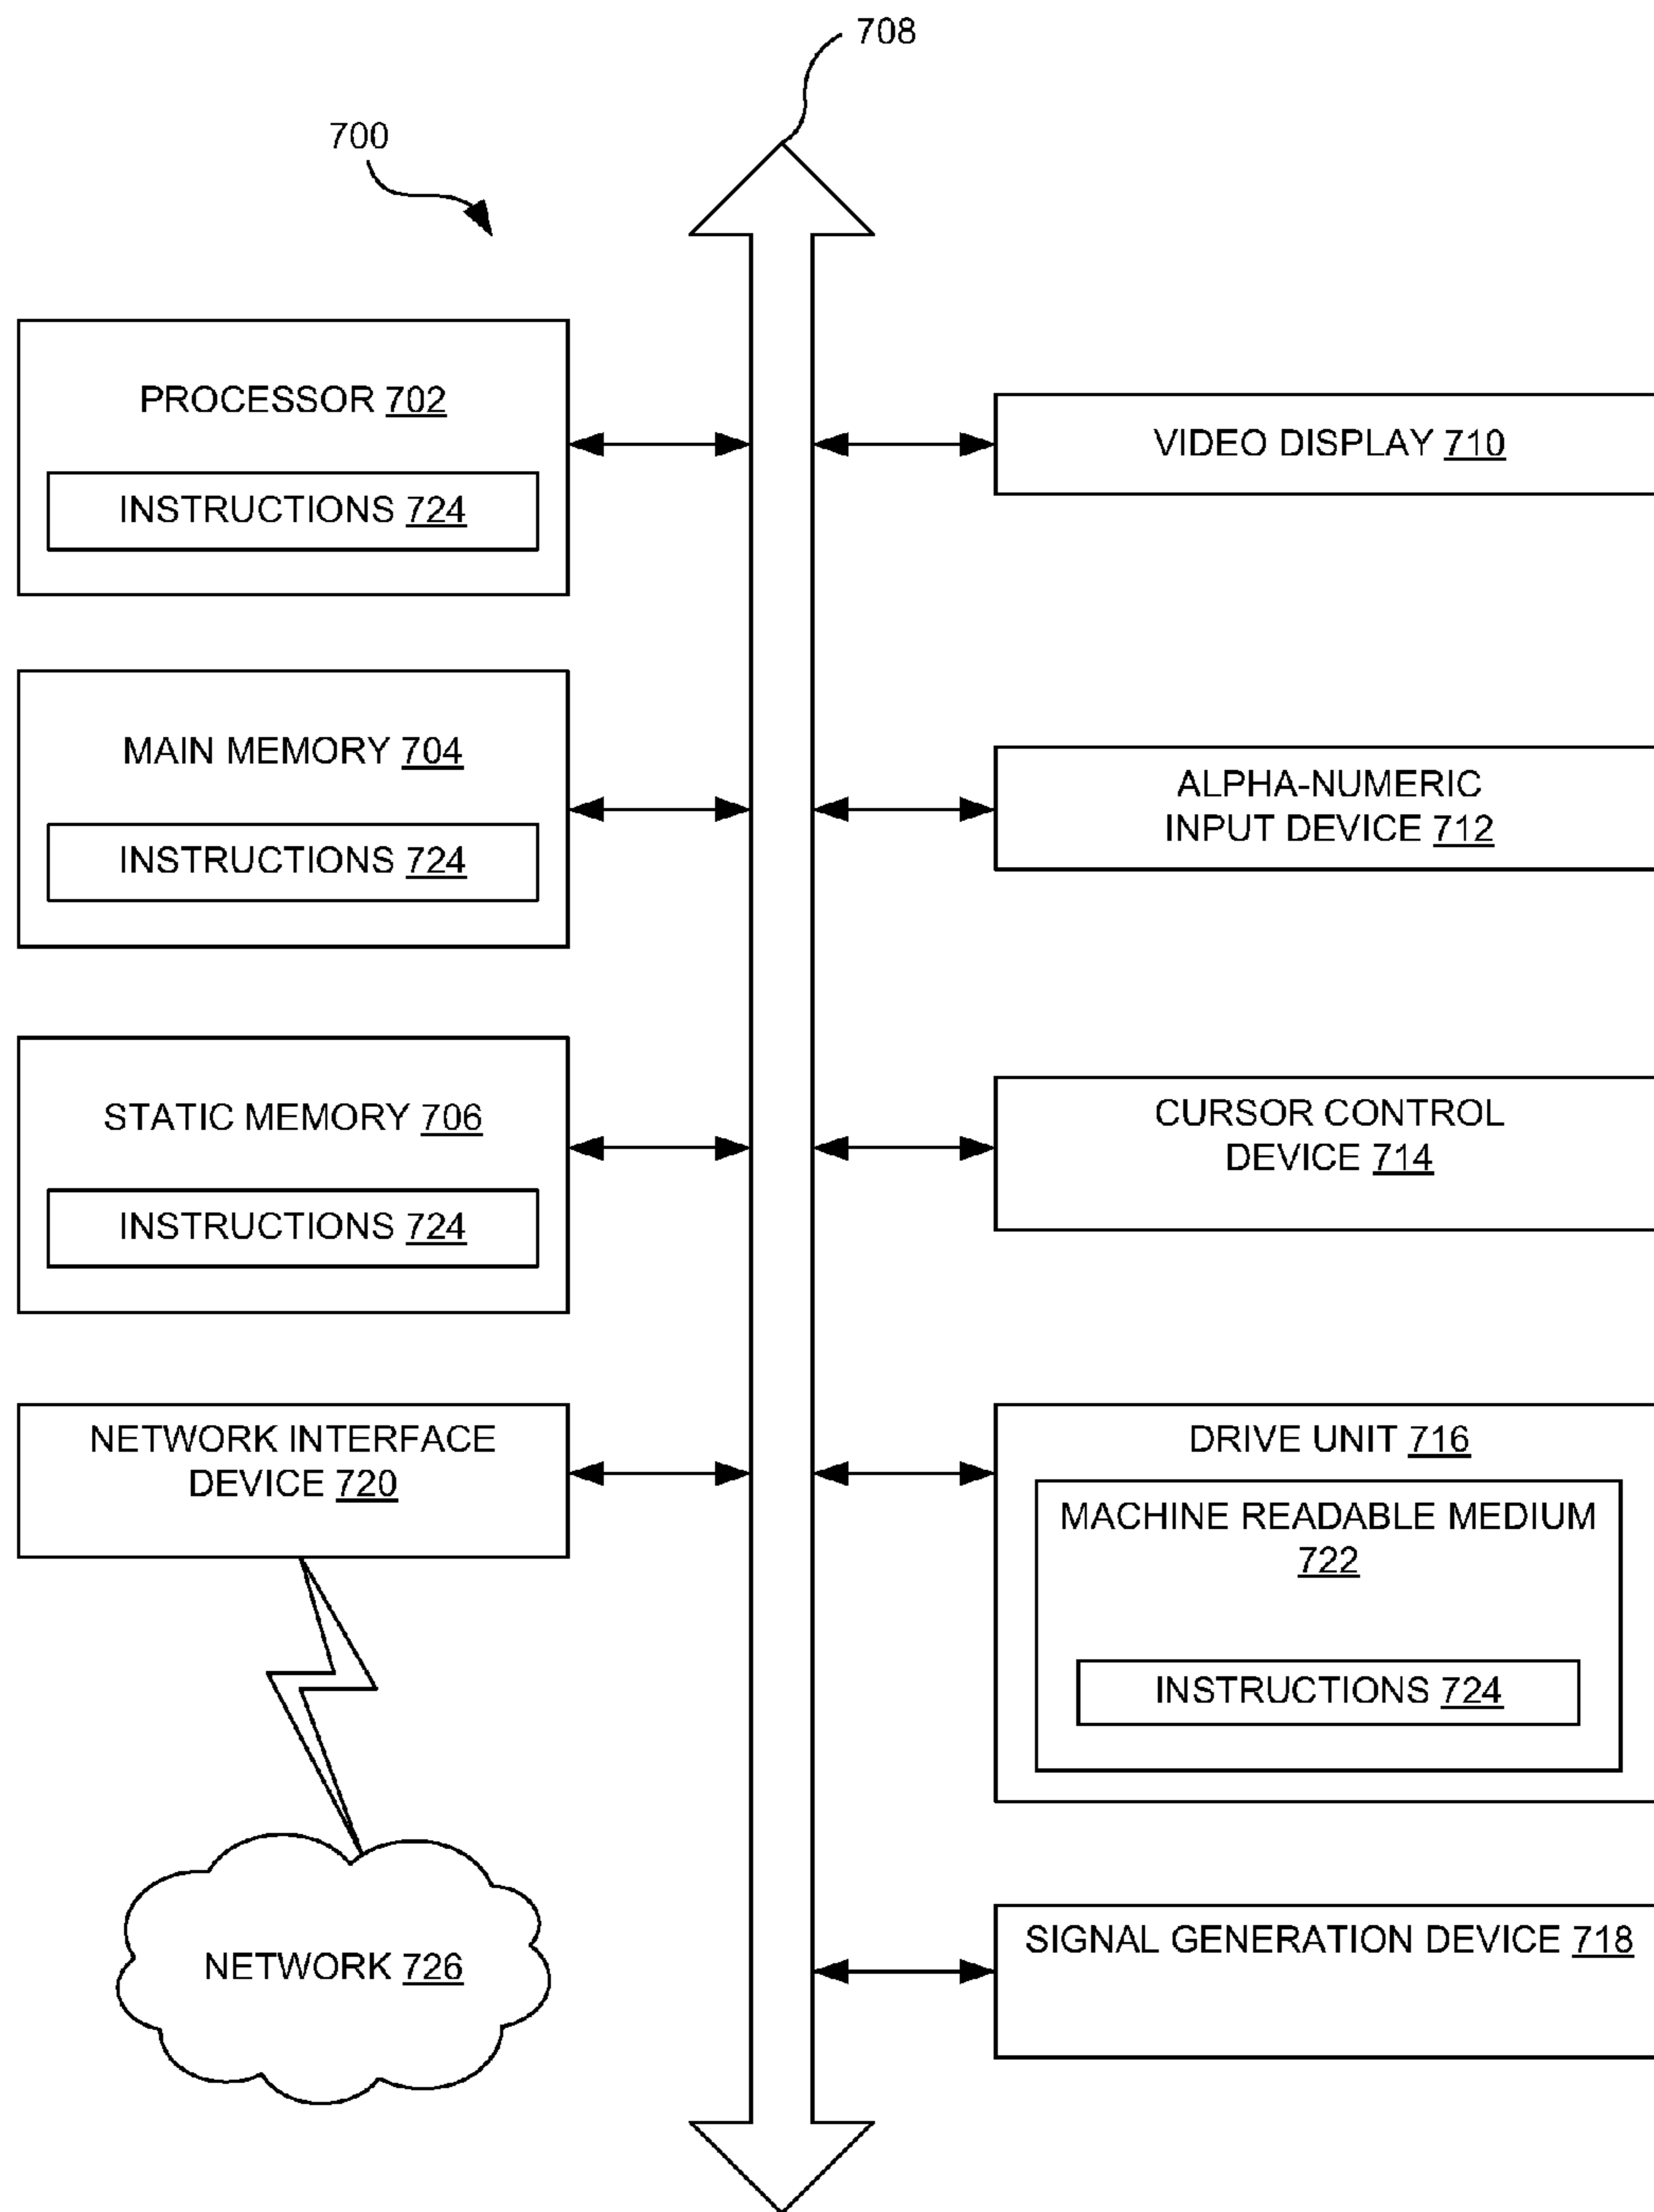 708
700
PROCESSOR 702
INSTRUCTIONS 724
MAIN MEMORY 704
INSTRUCTIONS 724
STATIC MEMORY 706
INSTRUCTIONS 724
NETWORK INTERFACE
DEVICE 720
NETWORK 726
VIDEO DISPLAY 710
ALPHA-NUMERIC
INPUT DEVICE 712
CURSOR CONTROL
DEVICE 714
DRIVE UNIT 716
MACHINE READABLE MEDIUM
722
INSTRUCTIONS 724
SIGNAL GENERATION DEVICE 718